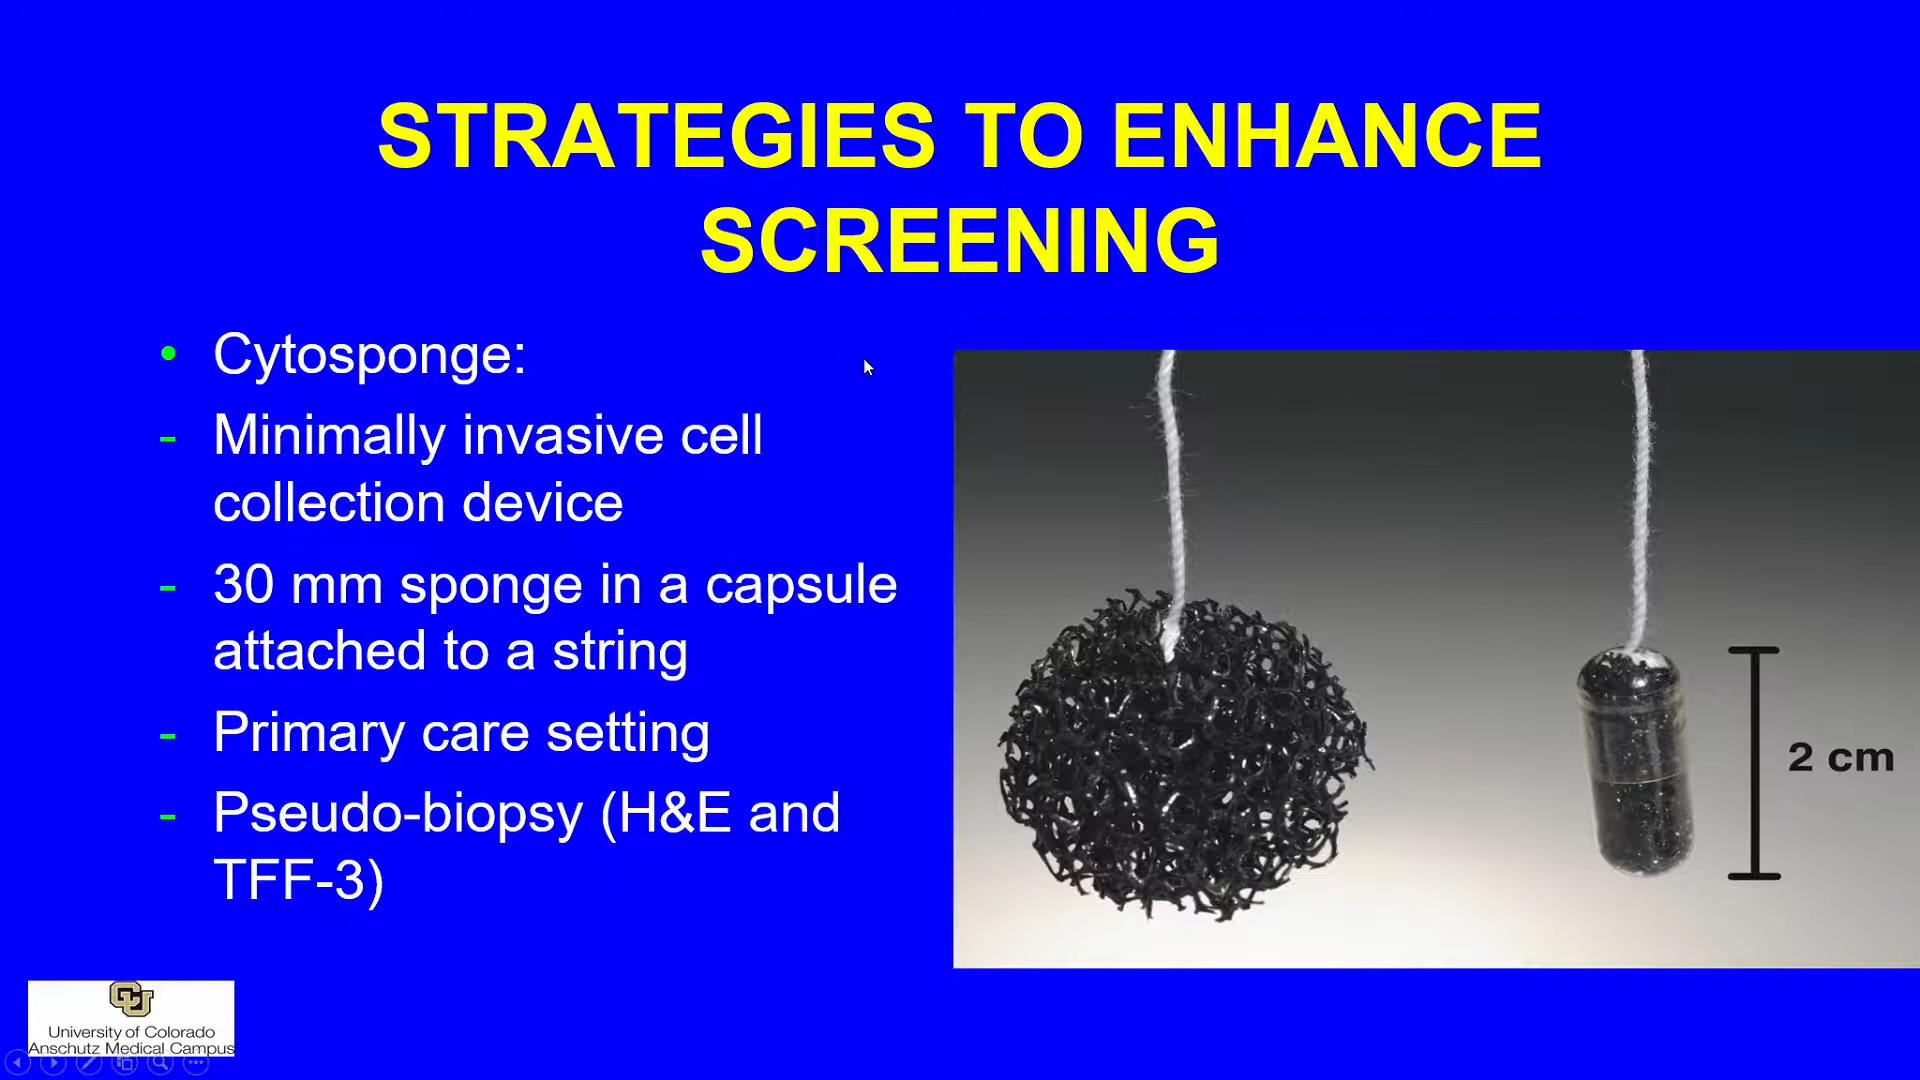 STRATEGIES TO ENHANCE
SCREENING
• Cytosponge:
- Minimally invasive cell
collection device
- 30 mm sponge in a capsule
attached to a string
- Primary care setting
- Pseudo-biopsy (H&E and
TFF-3)
2 cm
CU
University of Colorado
Anschutz Medical Campus